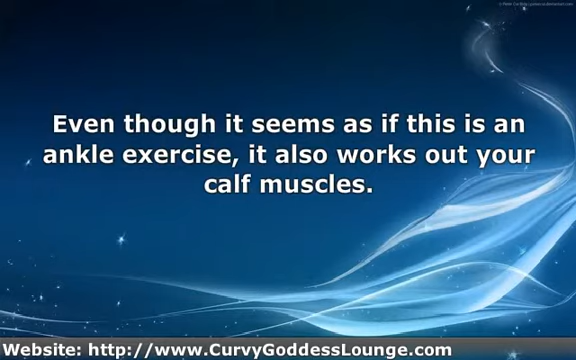 Even though it seems as if this is an
ankle exercise, it also works out your
calf muscles.
Website: http://www.CurvyGoddessLounge.com